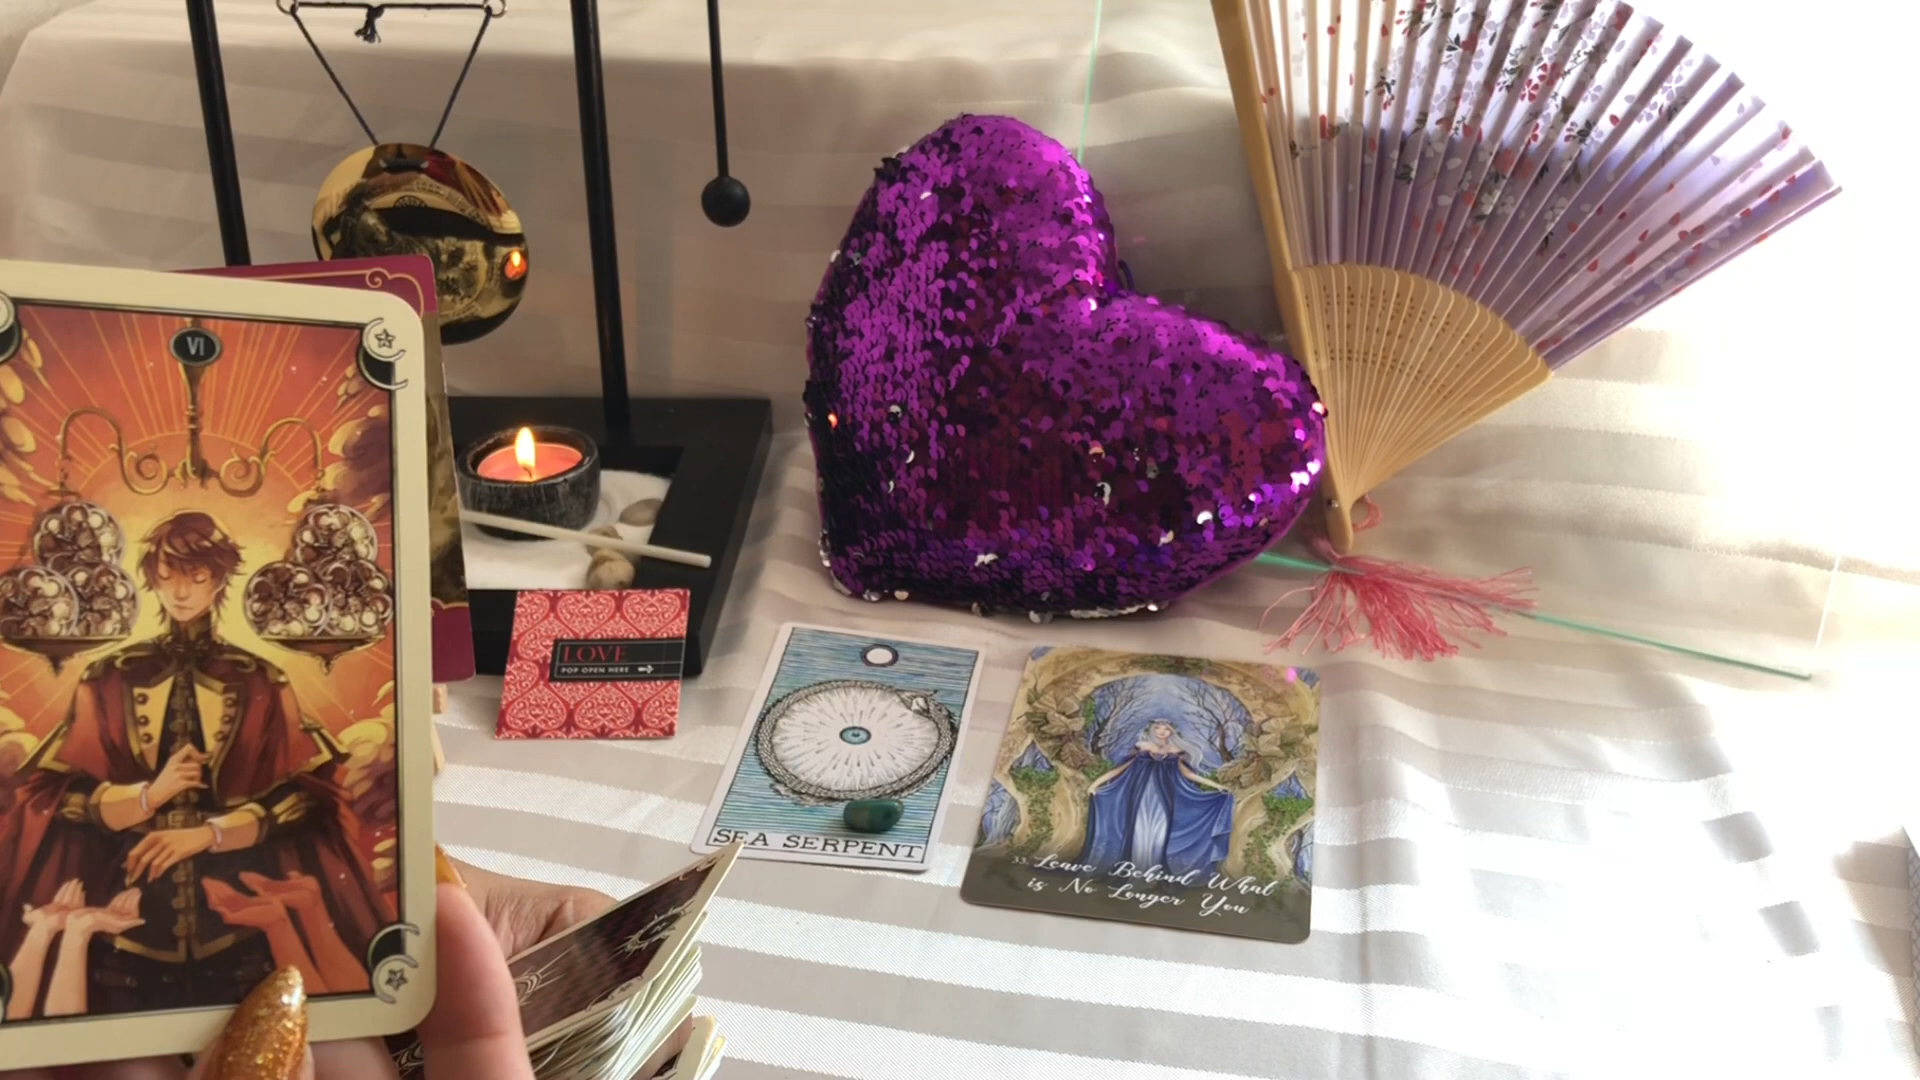 VI
LOVE
POP OPEN HERE
SEA SERPENT
33. Leave Behind What
is No Longer You